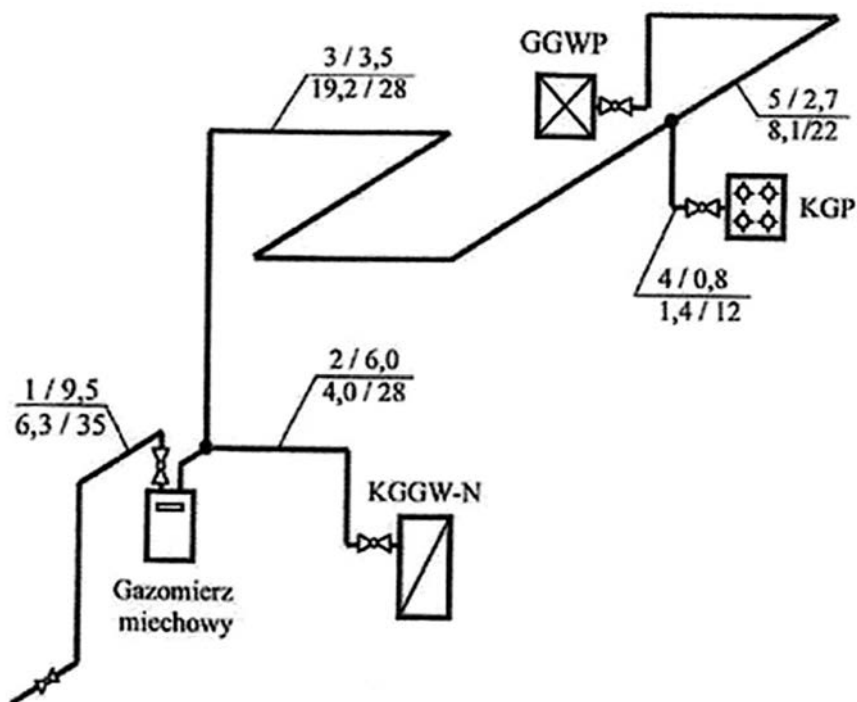 GGWP
3 / 3,5
19,2 / 28
5 / 2,7
8,1/22
KGP
4 / 0,8
1,4 / 12
2 / 6,0
4,0 / 28
1 / 9,5
6,3 / 35
KGGW-N
Gazomierz
miechowy